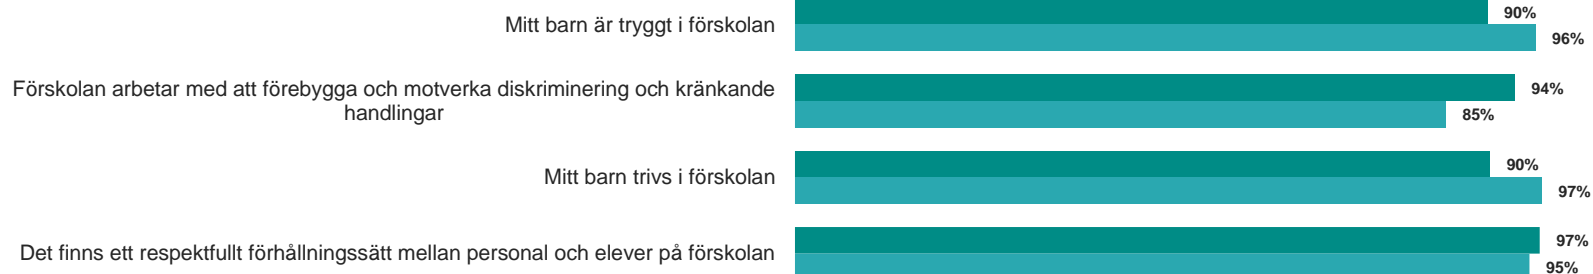 Mitt barn är tryggt i förskolan
90%
96%
Förskolan arbetar med att förebygga och motverka diskriminering och kränkande
handlingar
94%
85%
Mitt barn trivs i förskolan
90%
97%
Det finns ett respektfullt förhållningssätt mellan personal och elever på förskolan
97%
95%